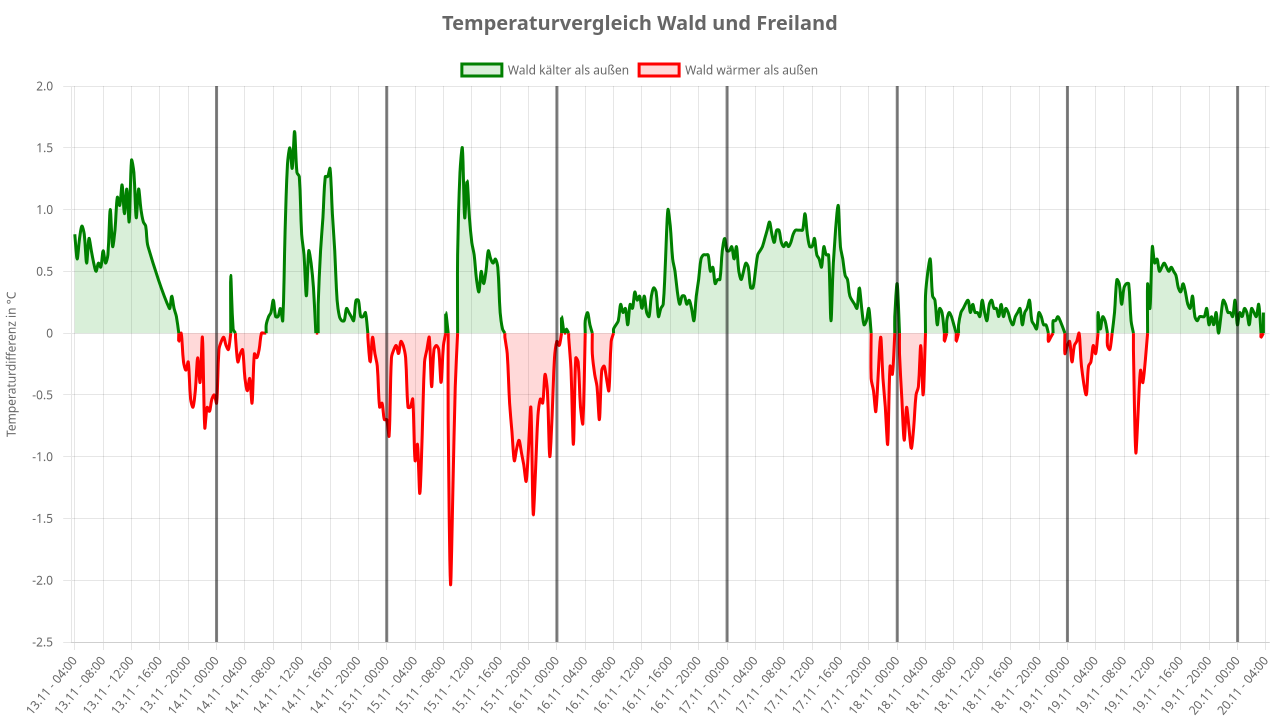 Temperaturvergleich Wald und Freiland
Wald kälter als außen
Wald wärmer als außen
Temperaturdifferenz in °C
2.0
1.5
1.0
0.5
0
-0.5
-1.0
-1.5
-2.0
-2.5
13.11 - 04:00
13.11 - 08:00
13.11 - 12:00
13.11 - 16:00
13.11 - 20:00
14.11 - 00:00
14.11 - 04:00
14.11 - 08:00
14.11 - 12:00
14.11 - 16:00
14.11 - 20:00
15.11 - 00:00
15.11 - 04:00
15.11 - 08:00
15.11 - 12:00
15.11 - 16:00
15.11 - 20:00
16.11 - 00:00
16.11 - 04:00
16.11 - 08:00
16.11 - 12:00
16.11 - 16:00
16.11 - 20:00
17.11 - 00:00
17.11 - 04:00
17.11 - 08:00
17.11 - 12:00
17.11 - 16:00
17.11 - 20:00
18.11 - 00:00
18.11 - 04:00
18.11 - 08:00
18.11 - 12:00
18.11 - 16:00
18.11 - 20:00
19.11 - 00:00
19.11 - 04:00
19.11 - 08:00
19.11 - 12:00
19.11 - 16:00
19.11 - 20:00
20.11 - 00:00
20.11 - 04:00